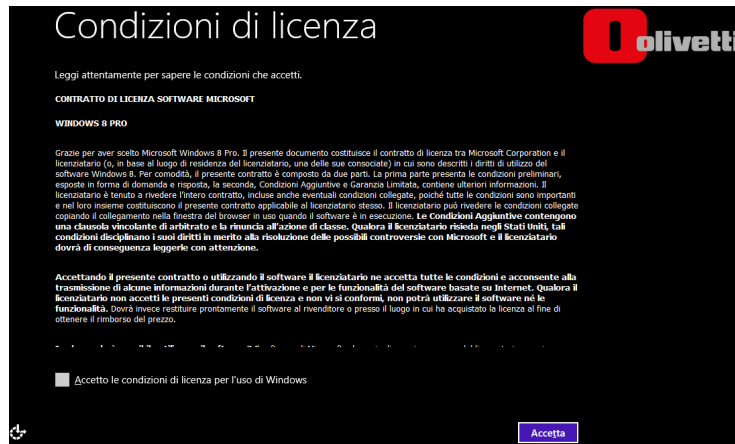 Condizioni di licenza
olivetti
Leggi attentamente per sapere le condizioni che accetti.
CONTRATTO DI LICENZA SOFTWARE MICROSOFT
WINDOWS 8 PRO
Grazie per aver scelto Microsoft Windows 8 Pro. Il presente documento costituisce il contratto di licenza tra Microsoft Corporation e il
licenziatario (o, in base al luogo di residenza del licenziatario, una delle sue consociate) in cui sono descritti i diritti di utilizzo del
software Windows 8. Per comodità, il presente contratto è composto da due parti. La prima parte presenta le condizioni preliminari,
esposte in forma di domanda e risposta, la seconda, Condizioni Aggiuntive e Garanzia Limitata, contiene ulteriori informazioni. Il
licenziatario è tenuto a rivedere l'intero contratto, incluse anche eventuali condizioni collegate, poiché tutte le condizioni sono importanti
e nel loro insieme costituiscono il presente contratto applicabile al licenziatario stesso. Il licenziatario può rivedere le condizioni collegate
copiando il collegamento nella finestra del browser in uso quando il software è in esecuzione. Le Condizioni Aggiuntive contengono
una clausola vincolante di arbitrato e la rinuncia all'azione di classe. Qualora il licenziatario risieda negli Stati Uniti, tali
condizioni disciplinano i suoi diritti in merito alla risoluzione delle possibili controversie con Microsoft e il licenziatario
dovrà di conseguenza leggerle con attenzione.
Accettando il presente contratto o utilizzando il software il licenziatario ne accetta tutte le condizioni e acconsente alla
trasmissione di alcune informazioni durante l'attivazione e per le funzionalità del software basate su Internet. Qualora il
licenziatario non accetti le presenti condizioni di licenza e non vi si conformi, non potrà utilizzare il software né le
funzionalità. Dovrà invece restituire prontamente il software al rivenditore o presso il luogo in cui ha acquistato la licenza al fine di
ottenere il rimborso del prezzo.
Accetto le condizioni di licenza per l'uso di Windows
Accetta